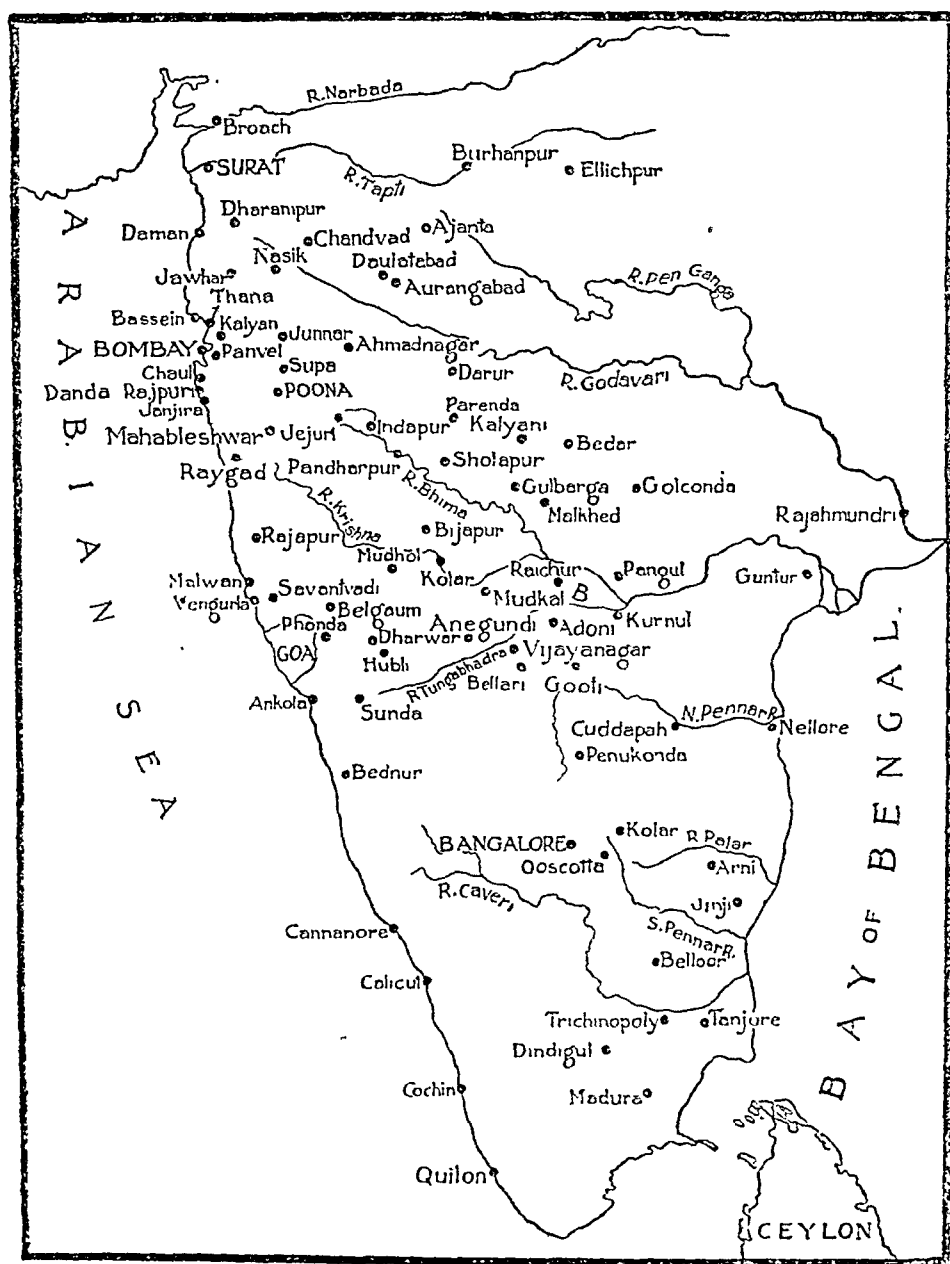 R.Narbada
Broach
SURAT
R.Tapti
Burhanpur
Ellichpur
Dharanpur
Daman
Chandvad
Ajanta
Nasik
Daulatabad
Jawhar
Aurangabad
R.pen Ganga
Thana
Bassein
Kalyan
Junnar
BOMBAY
Panvel
Ahmadnagar
Chaul
Supa
Darur
R.Godavari
Danda Rajpuri
POONA
Janjira
Parenda
Indapur
Kalyani
Mahableshwar
Jejuri
Bedar
Sholapur
Raygad
Pandharpur
R.Bhima
Gulbarga
Golconda
R.Krishna
Malkhed
Rajahmundri
Rajapur
Bijapur
Mudhol
Kolar
Raichur
Pangul
Guntur
Malwan
Savantvadi
Mudkal
B
Vengurla
Belgaum
Phonda
Anegundi
Adoni
Kurnul
GOA
Dharwar
Hubli
R.Tungabhadra
Vijayanagar
Bellari
Gooti
Ankola
Sunda
N.Pennar R.
Cuddapah
Nellore
Penukonda
Bednur
Kolar
BANGALORE
R.Palar
Ooscotta
Arni
R.Caveri
Jinji
S.Pennar R.
Cannanore
Belloor
Calicut
Trichinopoly
Tanjore
Dindigul
Cochin
Madura
Quilon
CEYLON
ARABIAN SEA
BAY OF BENGAL.